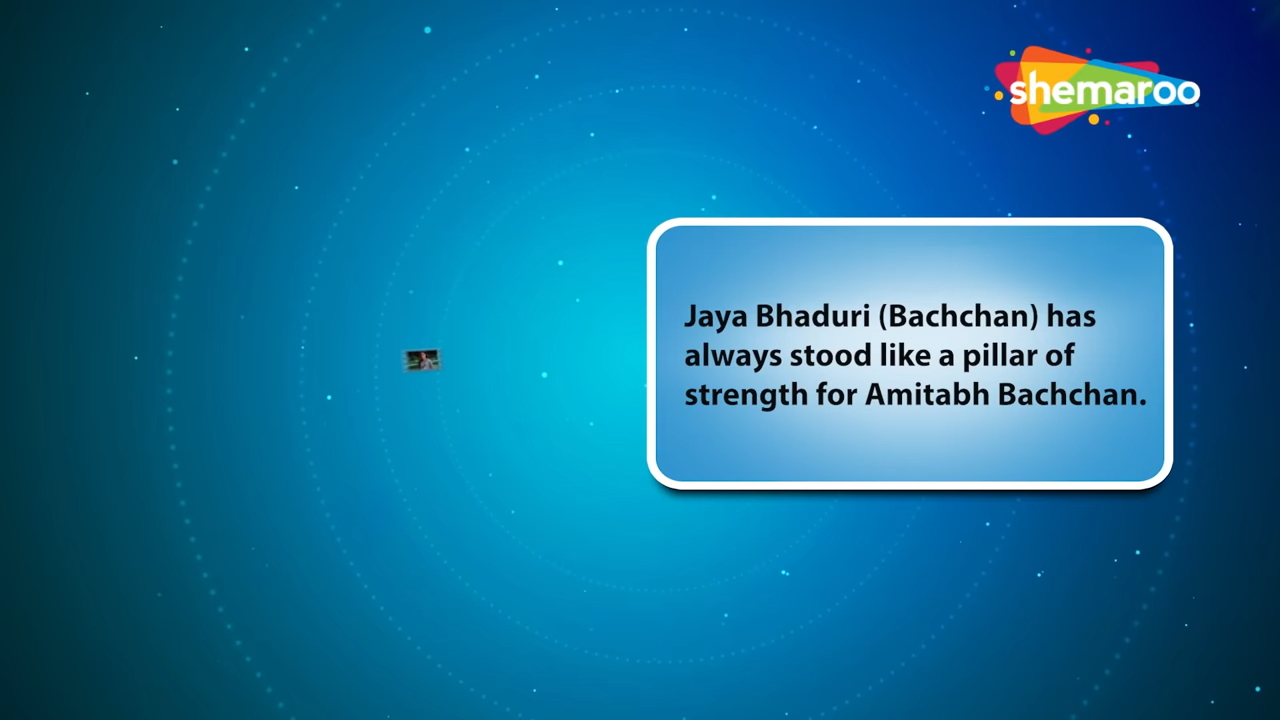 shemaroo
Jaya Bhaduri (Bachchan) has
always stood like a pillar of
strength for Amitabh Bachchan.